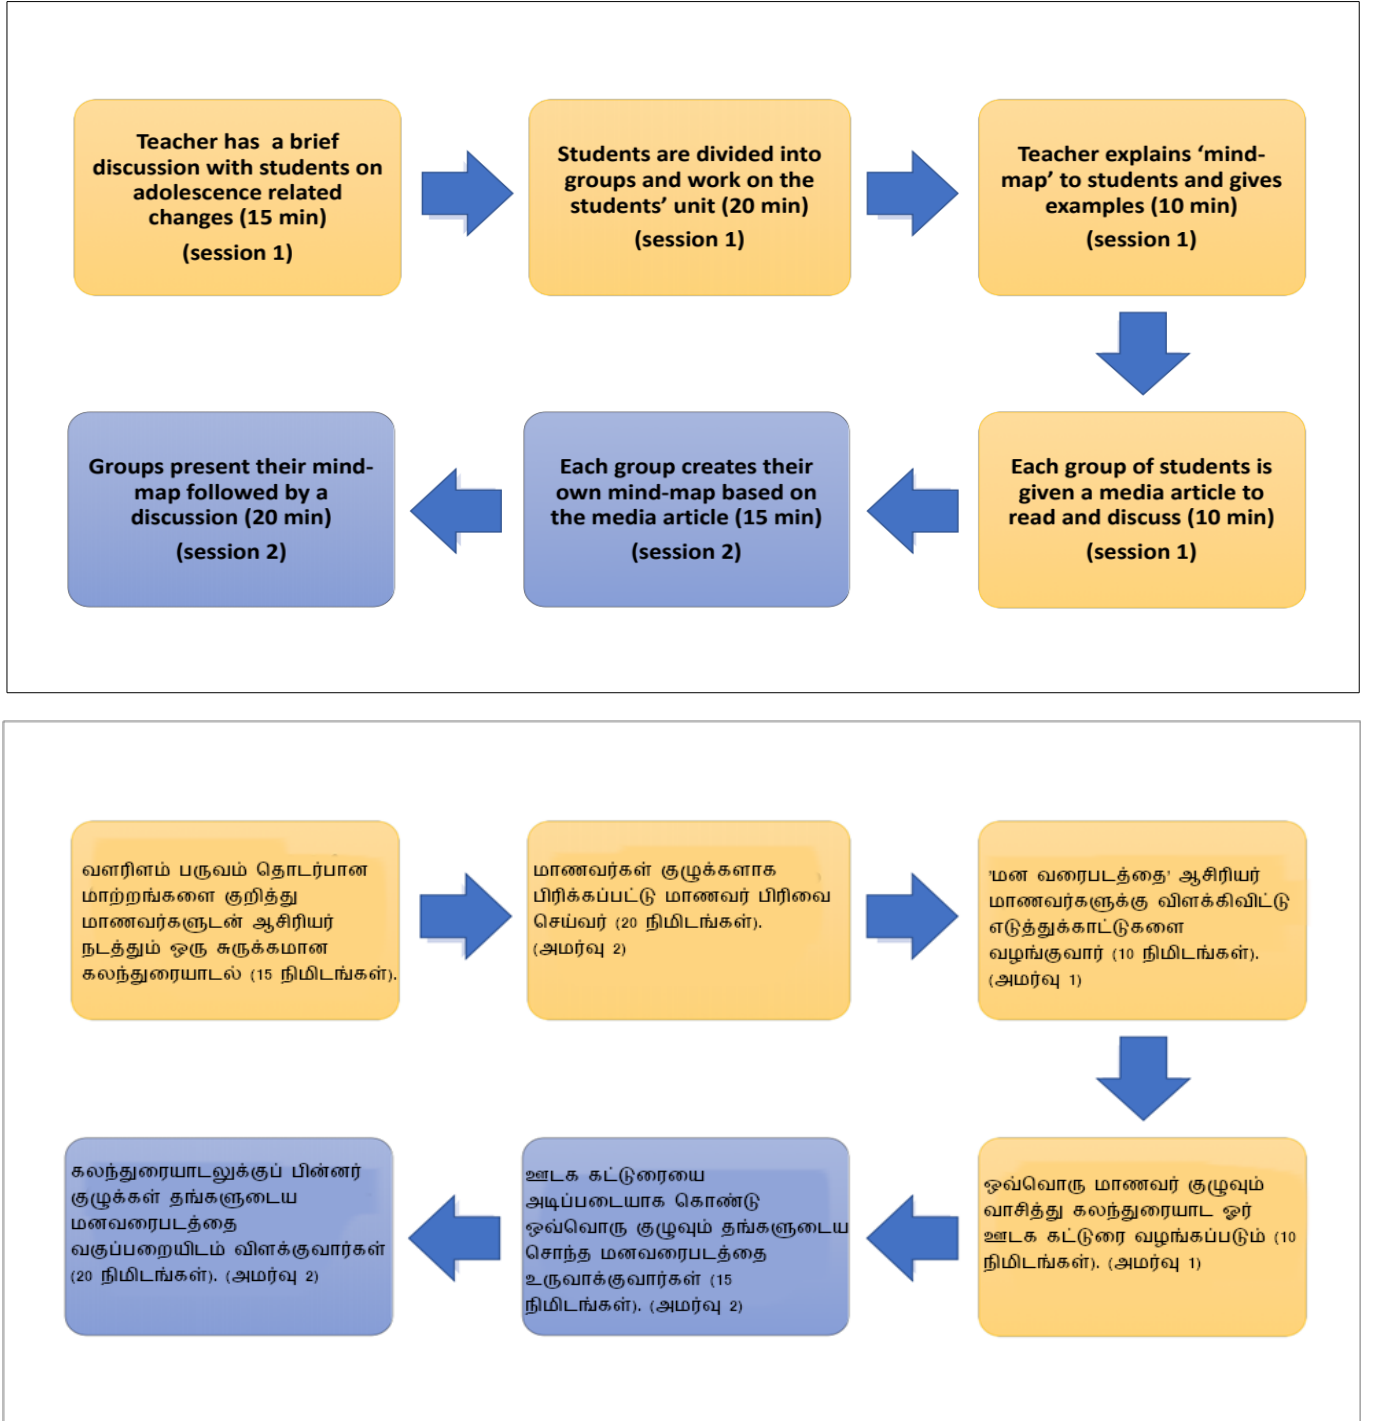 Teacher has a brief
discussion with students on
adolescence related
changes (15 min)
(session 1)
Students are divided into
groups and work on the
students’ unit (20 min)
(session 1)
Teacher explains ‘mind-
map’ to students and gives
examples (10 min)
(session 1)
Each group of students is
given a media article to
read and discuss (10 min)
(session 1)
Each group creates their
own mind-map based on
the media article (15 min)
(session 2)
Groups present their mind-
map followed by a
discussion (20 min)
(session 2)
வளரிளம் பருவம் தொடர்பான
மாற்றங்களை குறித்து
மாணவர்களுடன் ஆசிரியர்
நடத்தும் ஒரு சுருக்கமான
கலந்துரையாடல் (15 நிமிடங்கள்).
மாணவர்கள் குழுக்களாக
பிரிக்கப்பட்டு மாணவர் பிரிவை
செய்வர் (20 நிமிடங்கள்).
(அமர்வு 2)
'மன வரைபடத்தை' ஆசிரியர்
மாணவர்களுக்கு விளக்கிவிட்டு
எடுத்துக்காட்டுகளை
வழங்குவார் (10 நிமிடங்கள்).
(அமர்வு 1)
ஒவ்வொரு மாணவர் குழுவும்
வாசித்து கலந்துரையாட ஓர்
ஊடக கட்டுரை வழங்கப்படும் (10
நிமிடங்கள்). (அமர்வு 1)
ஊடக கட்டுரையை
அடிப்படையாக கொண்டு
ஒவ்வொரு குழுவும் தங்களுடைய
சொந்த மனவரைபடத்தை
உருவாக்குவார்கள் (15
நிமிடங்கள்). (அமர்வு 2)
கலந்துரையாடலுக்குப் பின்னர்
குழுக்கள் தங்களுடைய
மனவரைபடத்தை
வகுப்பறையிடம் விளக்குவார்கள்
(20 நிமிடங்கள்). (அமர்வு 2)